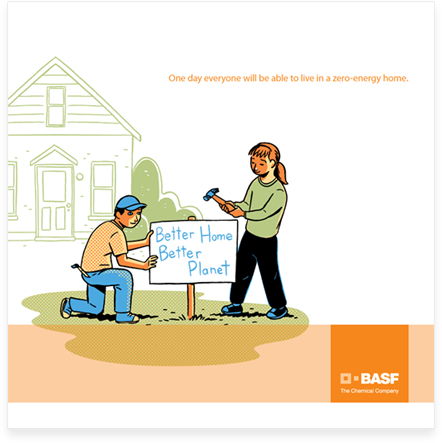 One day everyone will be able to live in a zero-energy home.
Better Home
Better
Planet
BASF
The Chemical Company